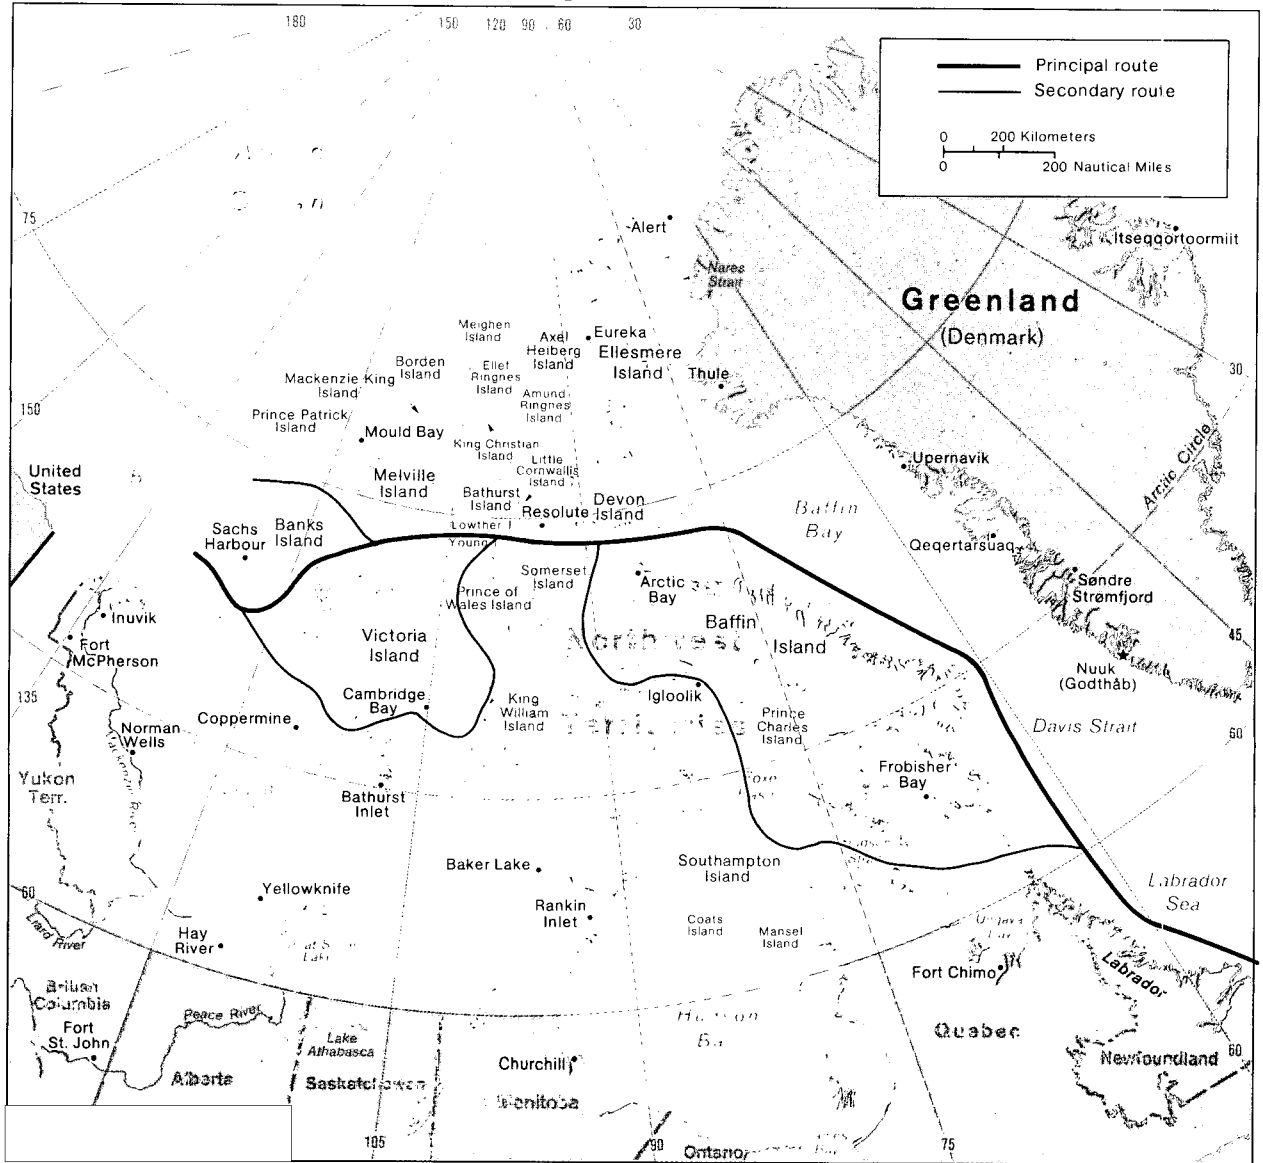 180
150
120
90
60
30
Principal route
Secondary route
0 200 Kilometers
0 200 Nautical Miles
75
Alert
Itseqqortoormiit
Nares
Strait
Greenland
(Denmark)
Meighen
Island
Axel
Heiberg
Island
Eureka
Ellesmere
Island
Borden
Island
Ellef
Ringnes
Island
Thule
30
Mackenzie King
Island
Amund
Ringnes
Island
150
Prince Patrick
Island
Mould Bay
King Christian
Island
Arctic Circle
Upernavik
United
States
Melville
Island
Little
Cornwallis
Island
Bathurst
Island
Devon
Island
Baffin
Bay
Resolute
Lowther I
Young
Sachs
Harbour
Banks
Island
Qeqertarsuaq
Somerset
Island
Arctic
Bay
Søndre
Strømfjord
Prince of
Wales Island
Inuvik
Baffin
Island
Fort
McPherson
Victoria
Island
Northwest
Territories
45
Nuuk
(Godthåb)
135
Cambridge
Bay
Igloolik
King
William
Island
Coppermine
Prince
Charles
Island
Davis Strait
60
Norman
Wells
Mackenzie River
Yukon
Terr.
Frobisher
Bay
Bathurst
Inlet
Baker Lake
Southampton
Island
Labrador
Sea
60
Yellowknife
Rankin
Inlet
Liard River
Hay
River
Coats
Island
Mansel
Island
Fort Chimo
Labrador
British
Columbia
Peace River
Fort
St. John
Lake
Athabasca
Hudson
Quebec
Newfoundland
60
Alberta
Saskatchewan
Churchill
Manitoba
105
90
Ontario
75